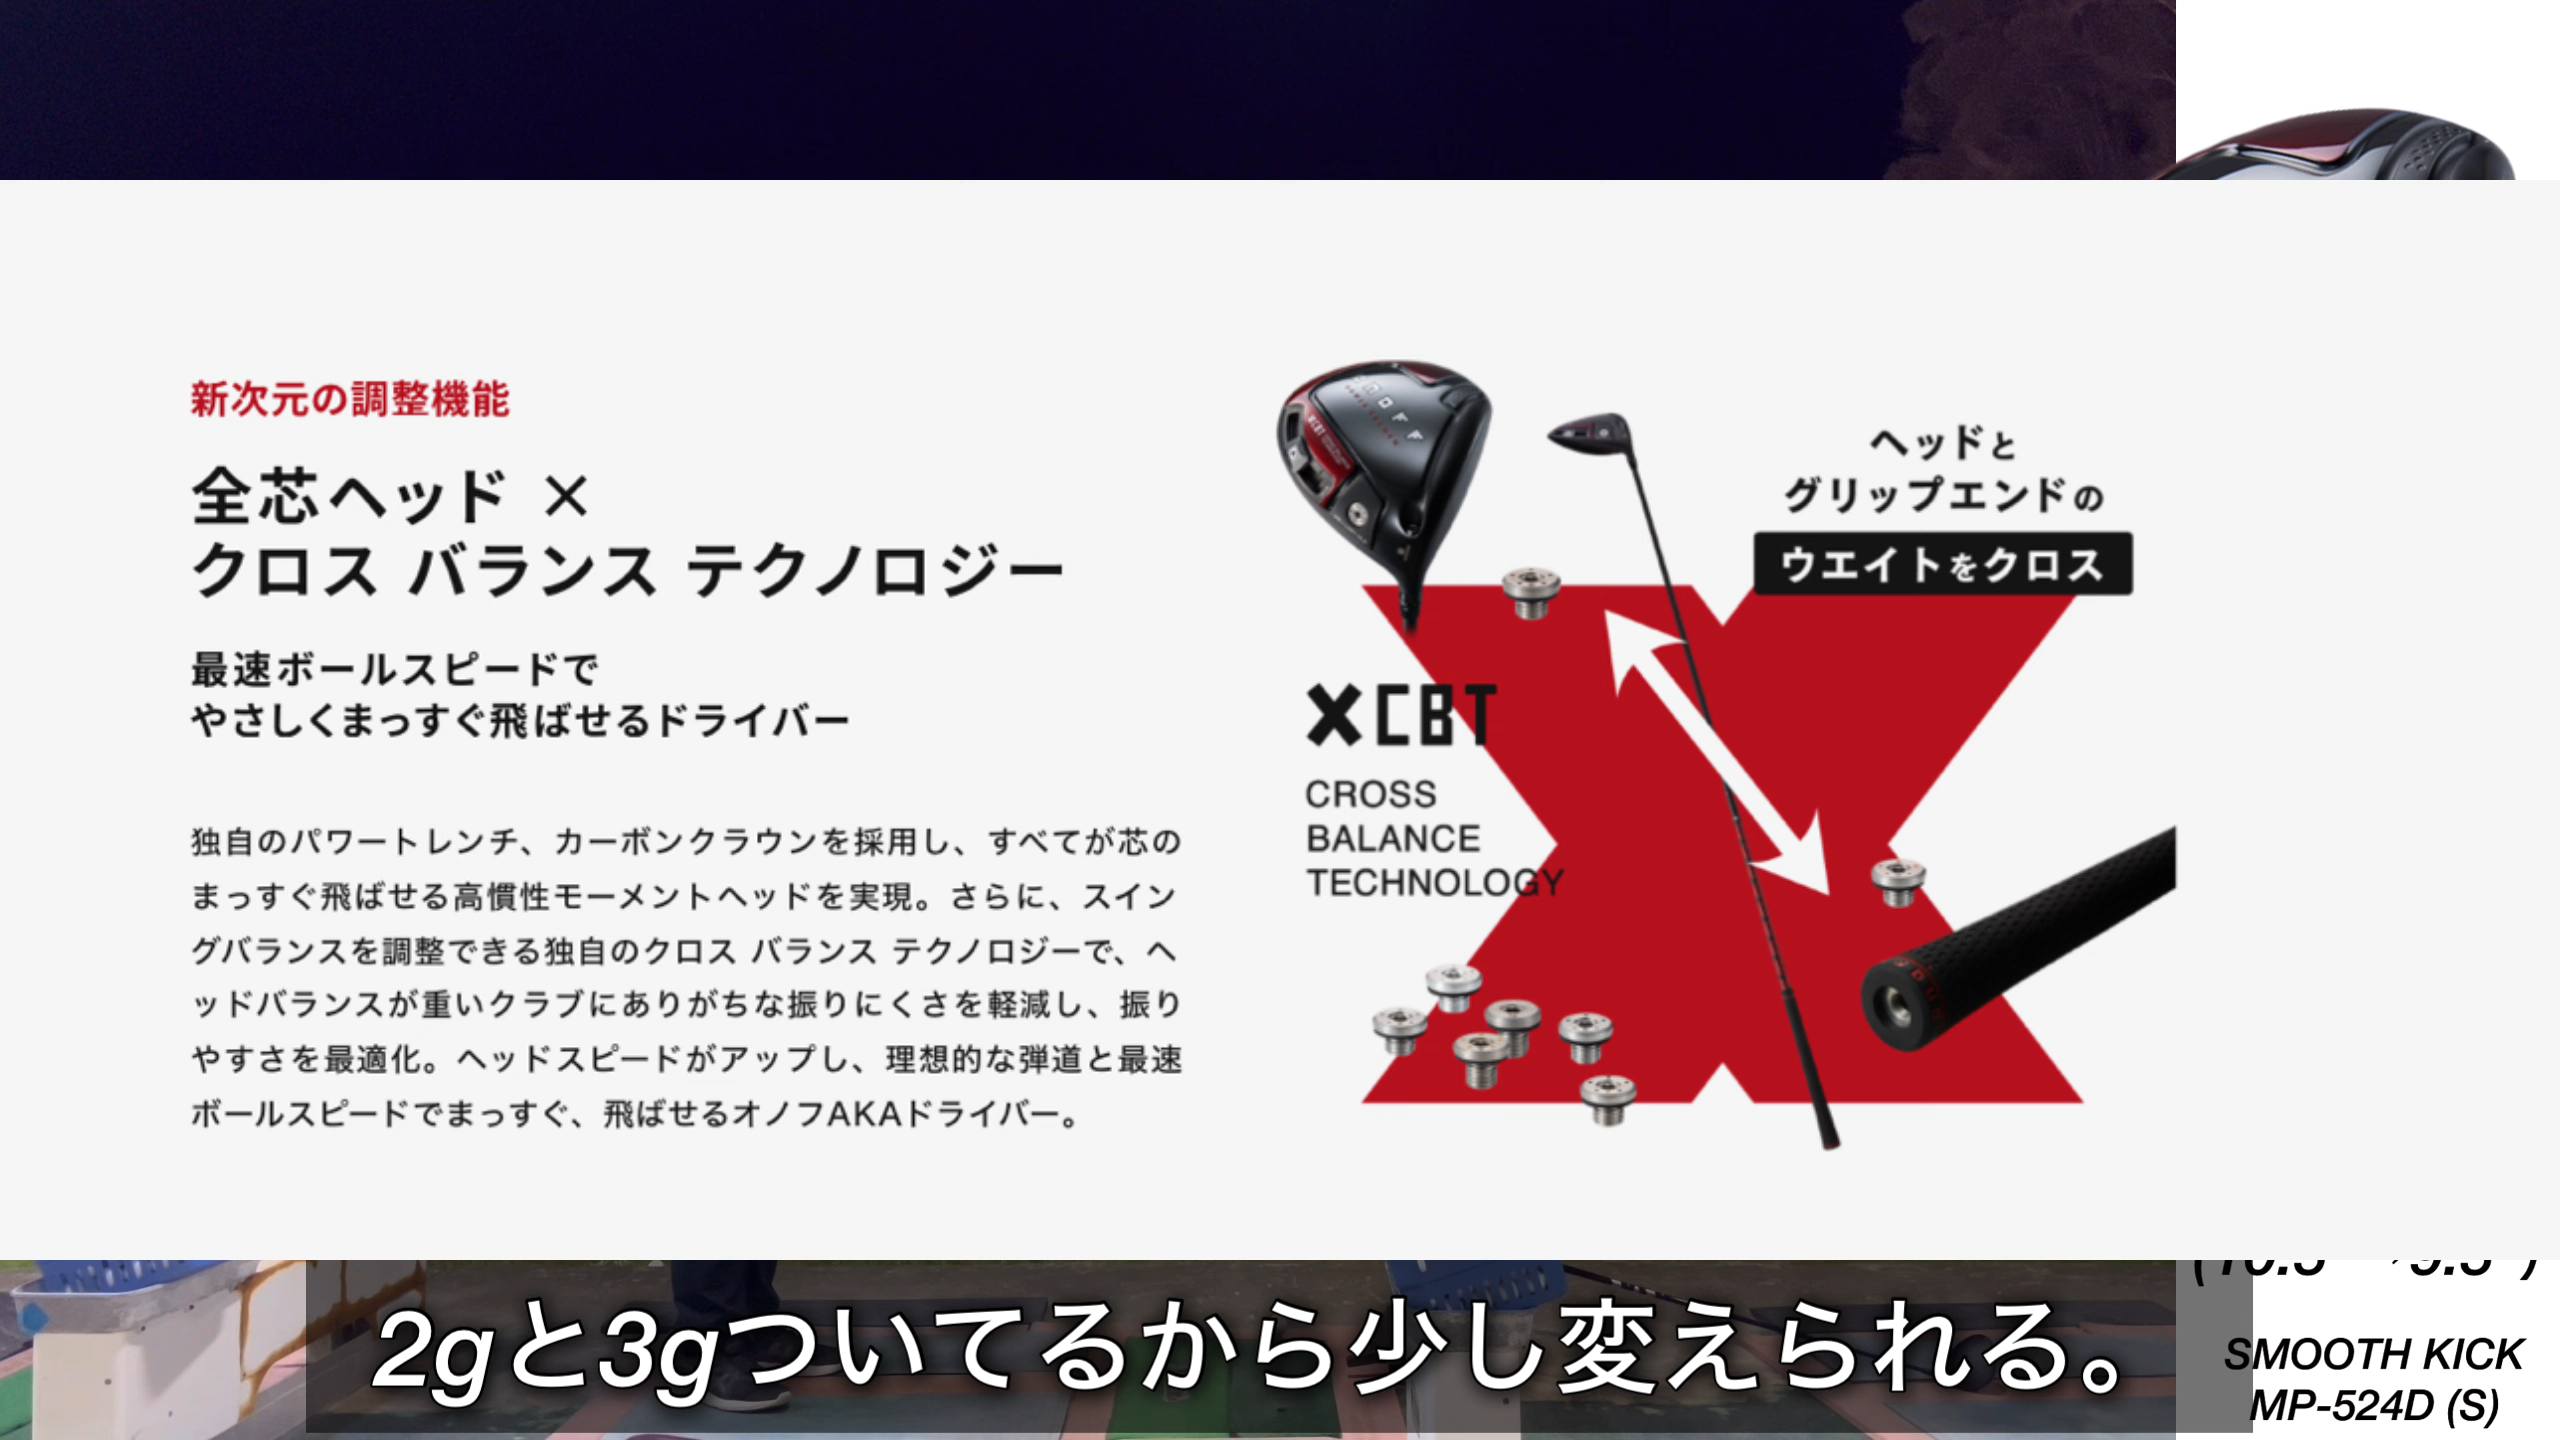 新次元の調整機能
全芯ヘッド ×
クロス バランス テクノロジー
最速ボールスピードで
やさしくまっすぐ飛ばせるドライバー
独自のパワートレンチ、カーボンクラウンを採用し、すべてが芯の
まっすぐ飛ばせる高慣性モーメントヘッドを実現。さらに、スイン
グバランスを調整できる独自のクロス バランス テクノロジーで、ヘ
ッドバランスが重いクラブにありがちな振りにくさを軽減し、振り
やすさを最適化。ヘッドスピードがアップし、理想的な弾道と最速
ボールスピードでまっすぐ、飛ばせるオノフAKAドライバー。
ヘッドと
グリップエンドの
ウエイトをクロス
XCBT
CROSS
BALANCE
TECHNOLOGY
2gと3gついてるから少し変えられる。
SMOOTH KICK
MP-524D (S)